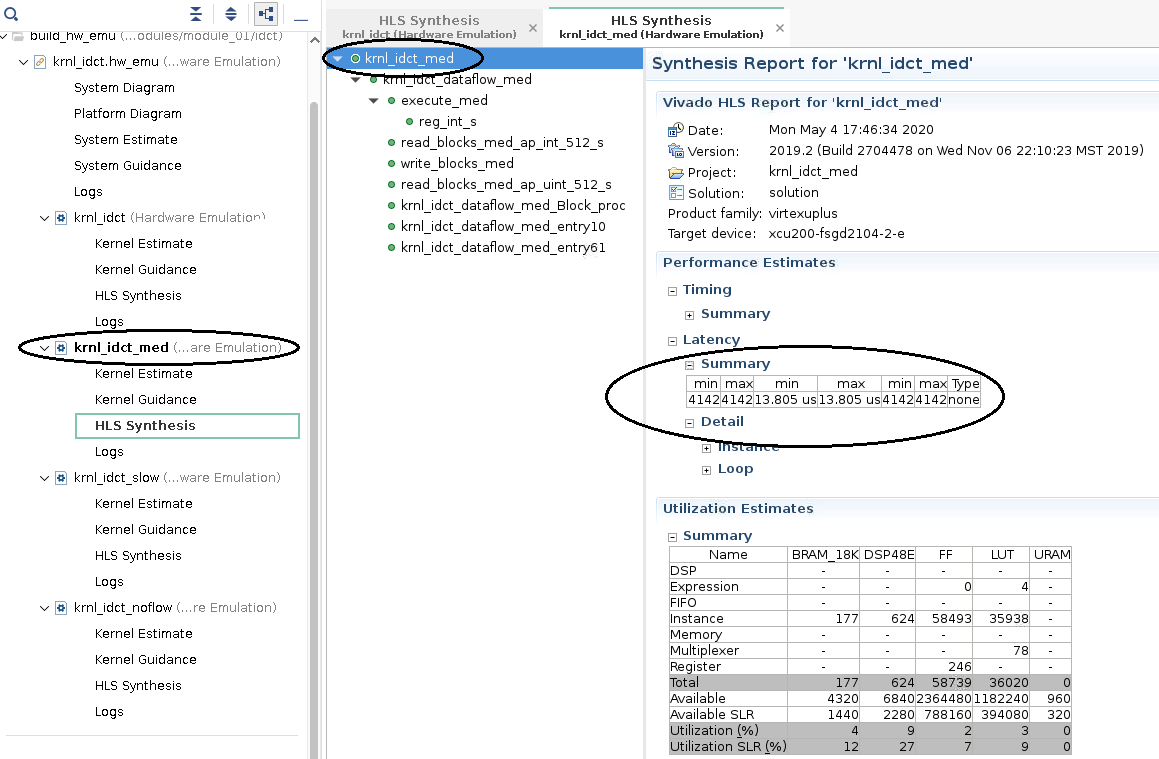 build_hw_emu (...odules/module_01/idct)
krnl_idct.hw_emu (...ware Emulation)
System Diagram
Platform Diagram
System Estimate
System Guidance
Logs
krnl_idct (Hardware Emulation)
Kernel Estimate
Kernel Guidance
HLS Synthesis
Logs
krnl_idct_med (...are Emulation)
Kernel Estimate
Kernel Guidance
HLS Synthesis
Logs
krnl_idct_slow (...ware Emulation)
Kernel Estimate
Kernel Guidance
HLS Synthesis
Logs
krnl_idct_noflow (...re Emulation)
Kernel Estimate
Kernel Guidance
HLS Synthesis
Logs
HLS Synthesis
krnl_idct (Hardware Emulation)
HLS Synthesis
krnl_idct_med (Hardware Emulation)
krnl_idct_med
krnl_idct_dataflow_med
execute_med
reg_int_s
read_blocks_med_ap_int_512_s
write_blocks_med
read_blocks_med_ap_uint_512_s
krnl_idct_dataflow_med_Block_proc
krnl_idct_dataflow_med_entry10
krnl_idct_dataflow_med_entry61
Synthesis Report for 'krnl_idct_med'
Vivado HLS Report for 'krnl_idct_med'
Date: Mon May 4 17:46:34 2020
Version: 2019.2 (Build 2704478 on Wed Nov 06 22:10:23 MST 2019)
Project: krnl_idct_med
Solution: solution
Product family: virtexuplus
Target device: xcu200-fsgd2104-2-e
Performance Estimates
Timing
Summary
Latency
Summary
min max min max min max Type
4142 4142 13.805 us 13.805 us 4142 4142 none
Detail
Instance
Loop
Utilization Estimates
Summary
Name BRAM_18K DSP48E FF LUT URAM
DSP - - - - -
Expression - - 0 4 -
FIFO - - - - -
Instance 177 624 58493 35938 -
Memory - - - - -
Multiplexer - - - 78 -
Register - - 246 - -
Total 177 624 58739 36020 0
Available 4320 6840 2364480 1182240 960
Available SLR 1440 2280 788160 394080 320
Utilization (%) 4 9 2 3 0
Utilization SLR (%) 12 27 7 9 0